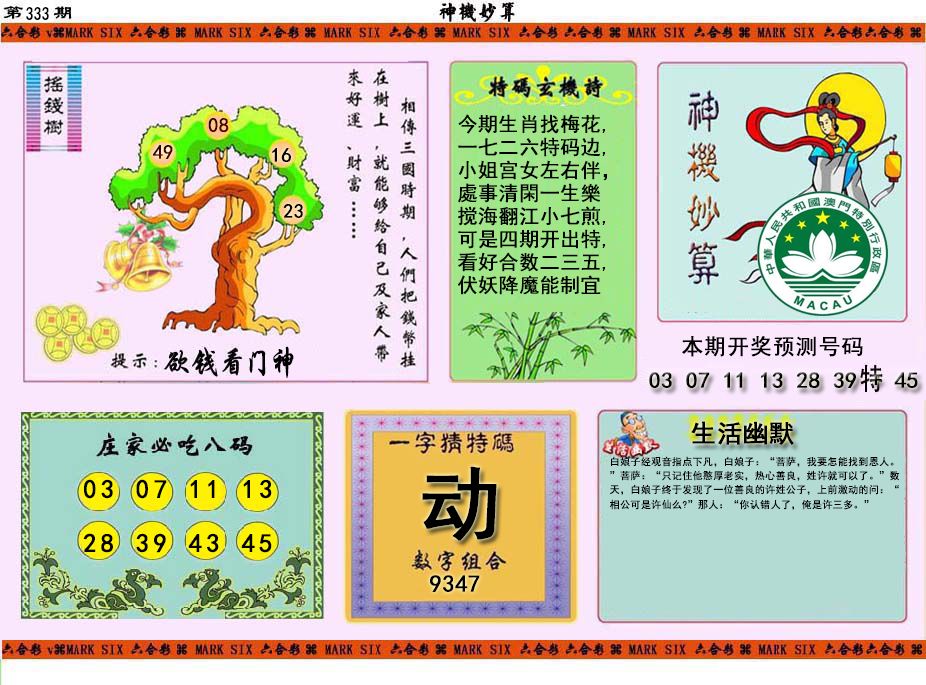 第333期
神機妙算
六合彩 v⌘MARK SIX 六合彩 ⌘ MARK SIX 六合彩 ⌘ MARK SIX 六合彩 ⌘ MARK SIX 六合彩 ⌘ MARK SIX 六合彩 ⌘ MARK SIX 六合彩六合彩 ⌘
搖錢樹
相傳三國時期，人們把錢幣挂
在樹上，就能够給自己及家人帶
來好運、財富……
08
49
16
23
提示：欲钱看门神
特碼玄機詩
今期生肖找梅花,
一七二六特码边,
小姐宫女左右伴,
處事清閑一生樂
搅海翻江小七煎,
可是四期开出特,
看好合数二三五,
伏妖降魔能制宜
神機妙算
中華人民共和國澳門特別行政區
MACAU
本期开奖预测号码
03 07 11 13 28 39特 45
庄家必吃八码
03 07 11 13
28 39 43 45
一字猜特碼
动
数字组合
9347
生活幽默
生活幽默
白娘子经观音指点下凡，白娘子：“菩萨，我要怎能找到恩人。
”菩萨：“只记住他憨厚老实，热心善良，姓许就可以了。”数
天，白娘子终于发现了一位善良的许姓公子，上前激动的问：“
相公可是许仙么?”那人：“你认错人了，俺是许三多。”
六合彩 v⌘MARK SIX 六合彩 ⌘ MARK SIX 六合彩 ⌘ MARK SIX 六合彩 ⌘ MARK SIX 六合彩 ⌘ MARK SIX 六合彩 ⌘ MARK SIX 六合彩六合彩 ⌘